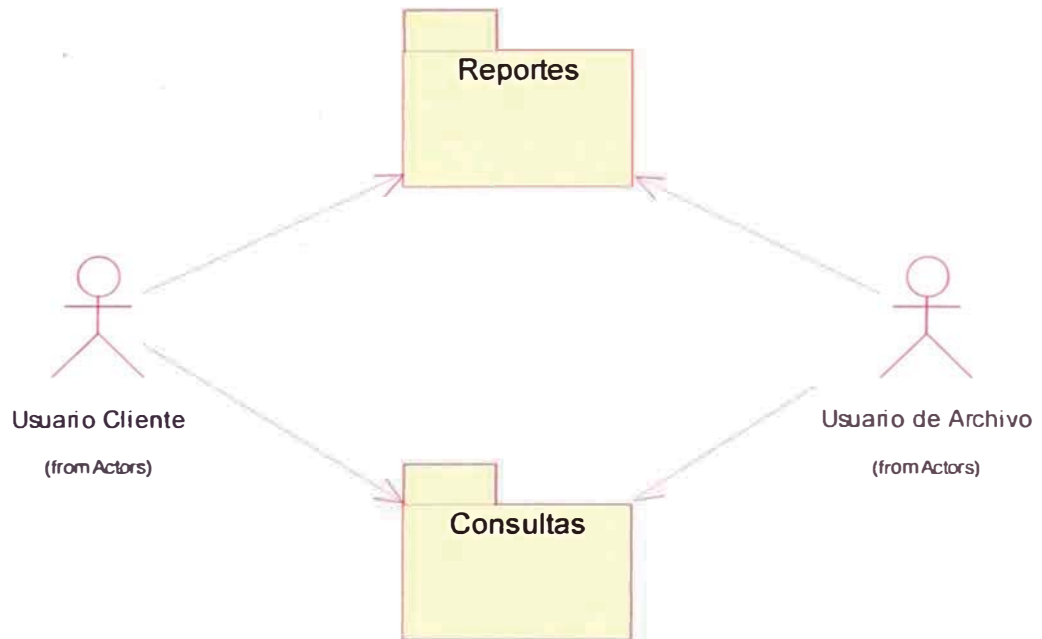 Reportes
Usuario Cliente
(from Actors)
Usuario de Archivo
(from Actors)
Consultas